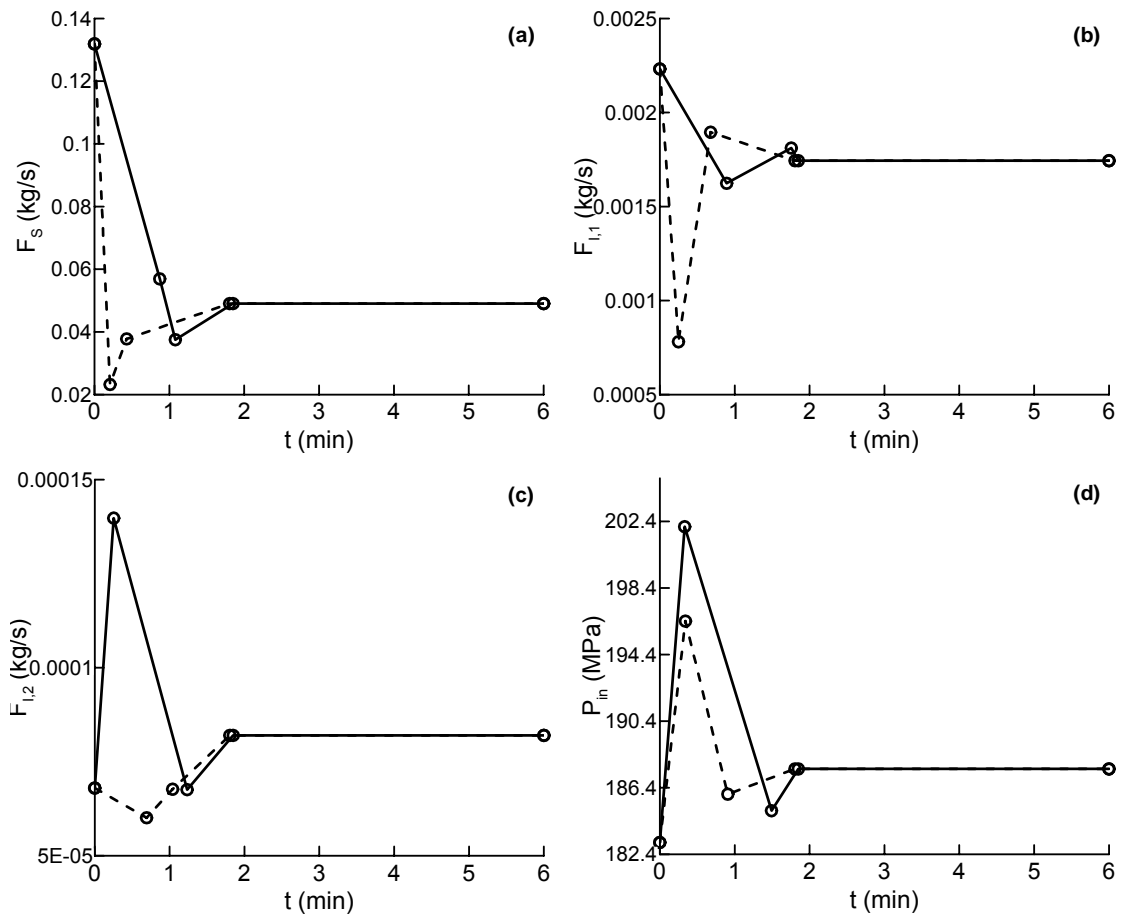 (a)
F_S (kg/s)
0.14
0.12
0.1
0.08
0.06
0.04
0.02
0 1 2 3 4 5 6
t (min)
(b)
F_I,1 (kg/s)
0.0025
0.002
0.0015
0.001
0.0005
0 1 2 3 4 5 6
t (min)
(c)
F_I,2 (kg/s)
0.00015
0.0001
5E-05
0 1 2 3 4 5 6
t (min)
(d)
P_in (MPa)
202.4
198.4
194.4
190.4
186.4
182.4
0 1 2 3 4 5 6
t (min)